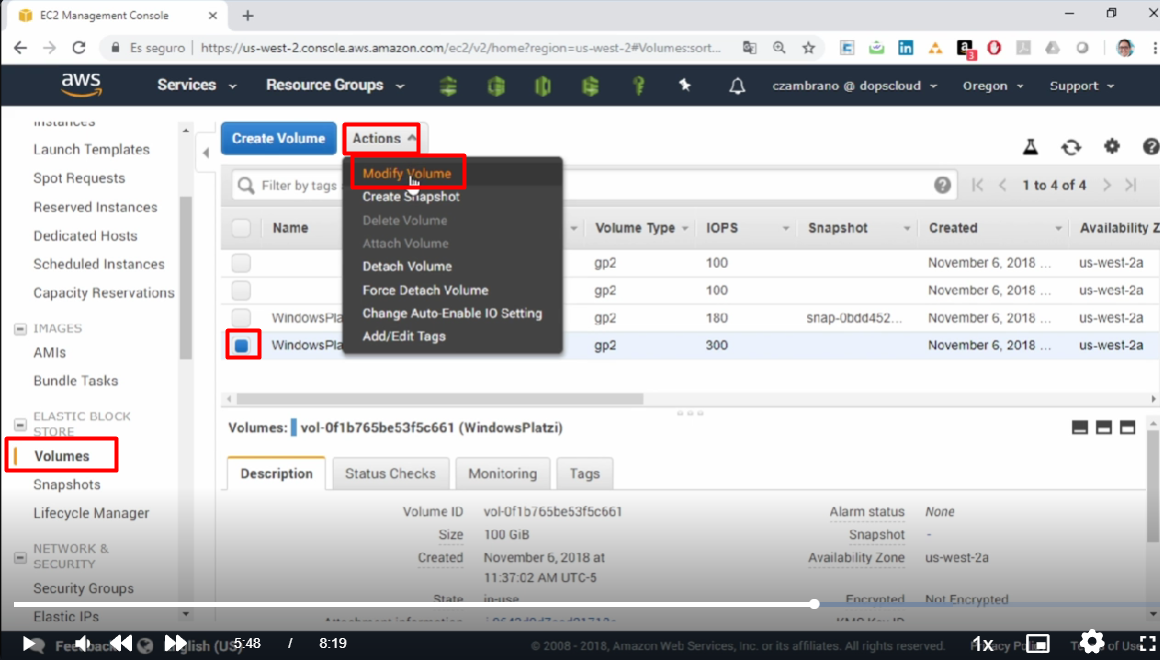 EC2 Management Console
Es seguro
https://us-west-2.console.aws.amazon.com/ec2/v2/home?region=us-west-2#Volumes:sort...
3
aws
Services
Resource Groups
czambrano @ dopscloud
Oregon
Support
Instances
Launch Templates
Spot Requests
Reserved Instances
Dedicated Hosts
Scheduled Instances
Capacity Reservations
IMAGES
AMIs
Bundle Tasks
ELASTIC BLOCK
STORE
Volumes
Snapshots
Lifecycle Manager
NETWORK &
SECURITY
Security Groups
Elastic IPs
Create Volume
Actions
Modify Volume
Create Snapshot
Delete Volume
Attach Volume
Detach Volume
Force Detach Volume
Change Auto-Enable IO Setting
Add/Edit Tags
Filter by tags
1 to 4 of 4
Name Volume Type IOPS Snapshot Created Availability Z
gp2 100 November 6, 2018 ... us-west-2a
gp2 100 November 6, 2018 ... us-west-2a
WindowsPla gp2 180 snap-0bdd452... November 6, 2018 ... us-west-2a
WindowsPla gp2 300 November 6, 2018 ... us-west-2a
Volumes: vol-0f1b765be53f5c661 (WindowsPlatzi)
Description
Status Checks
Monitoring
Tags
Volume ID vol-0f1b765be53f5c661
Size 100 GiB
Created November 6, 2018 at
11:37:02 AM UTC-5
State in-use
Alarm status None
Snapshot -
Availability Zone us-west-2a
Encrypted Not Encrypted
5:48 / 8:19
English (US)
© 2008 - 2018, Amazon Web Services, Inc. or its affiliates. All rights reserved.
1x